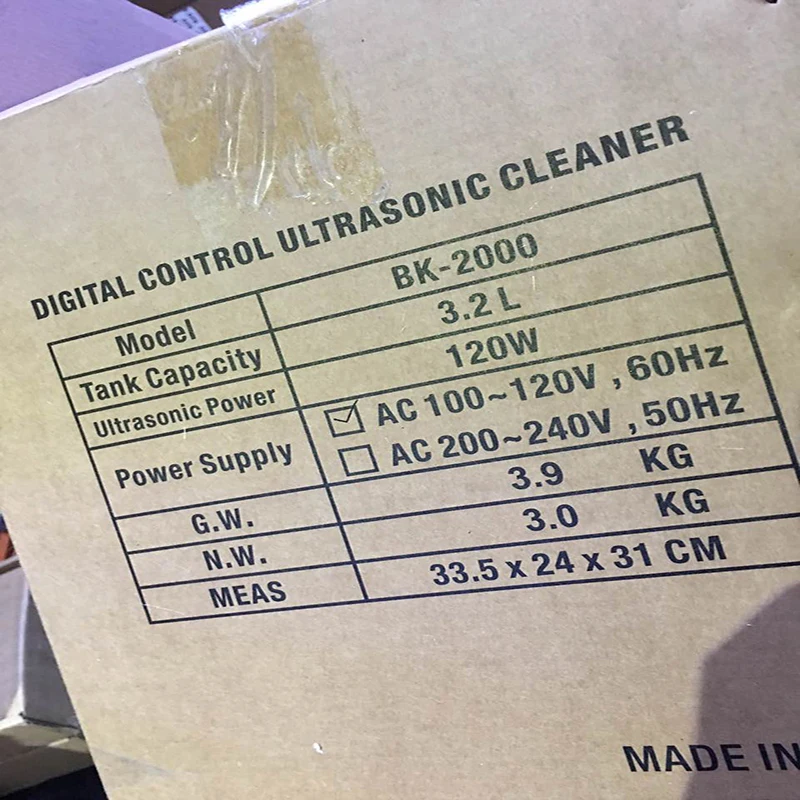 DIGITAL CONTROL ULTRASONIC CLEANER
Model BK-2000
Tank Capacity 3.2 L
Ultrasonic Power 120W
Power Supply AC 100~120V , 60Hz
AC 200~240V , 50Hz
G.W. 3.9 KG
N.W. 3.0 KG
MEAS 33.5 x 24 x 31 CM
MADE IN